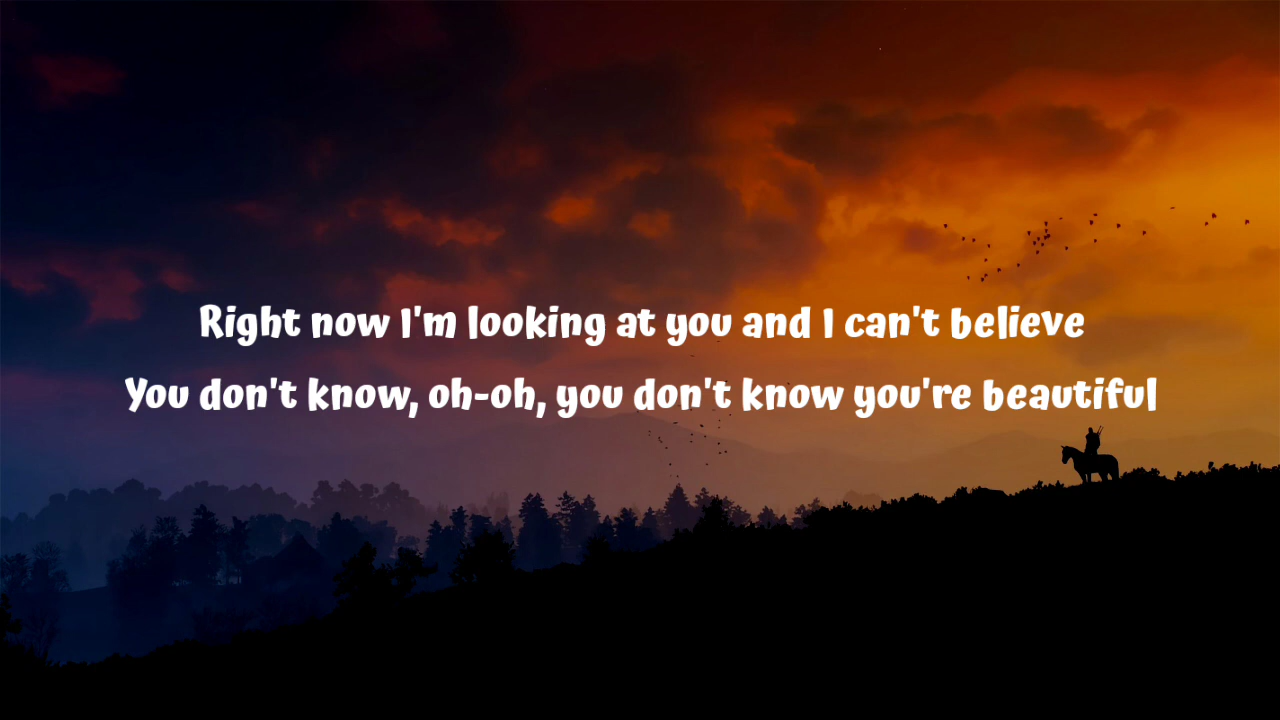 Right now I'm looking at you and I can't believe
You don't know, oh-oh, you don't know you're beautiful